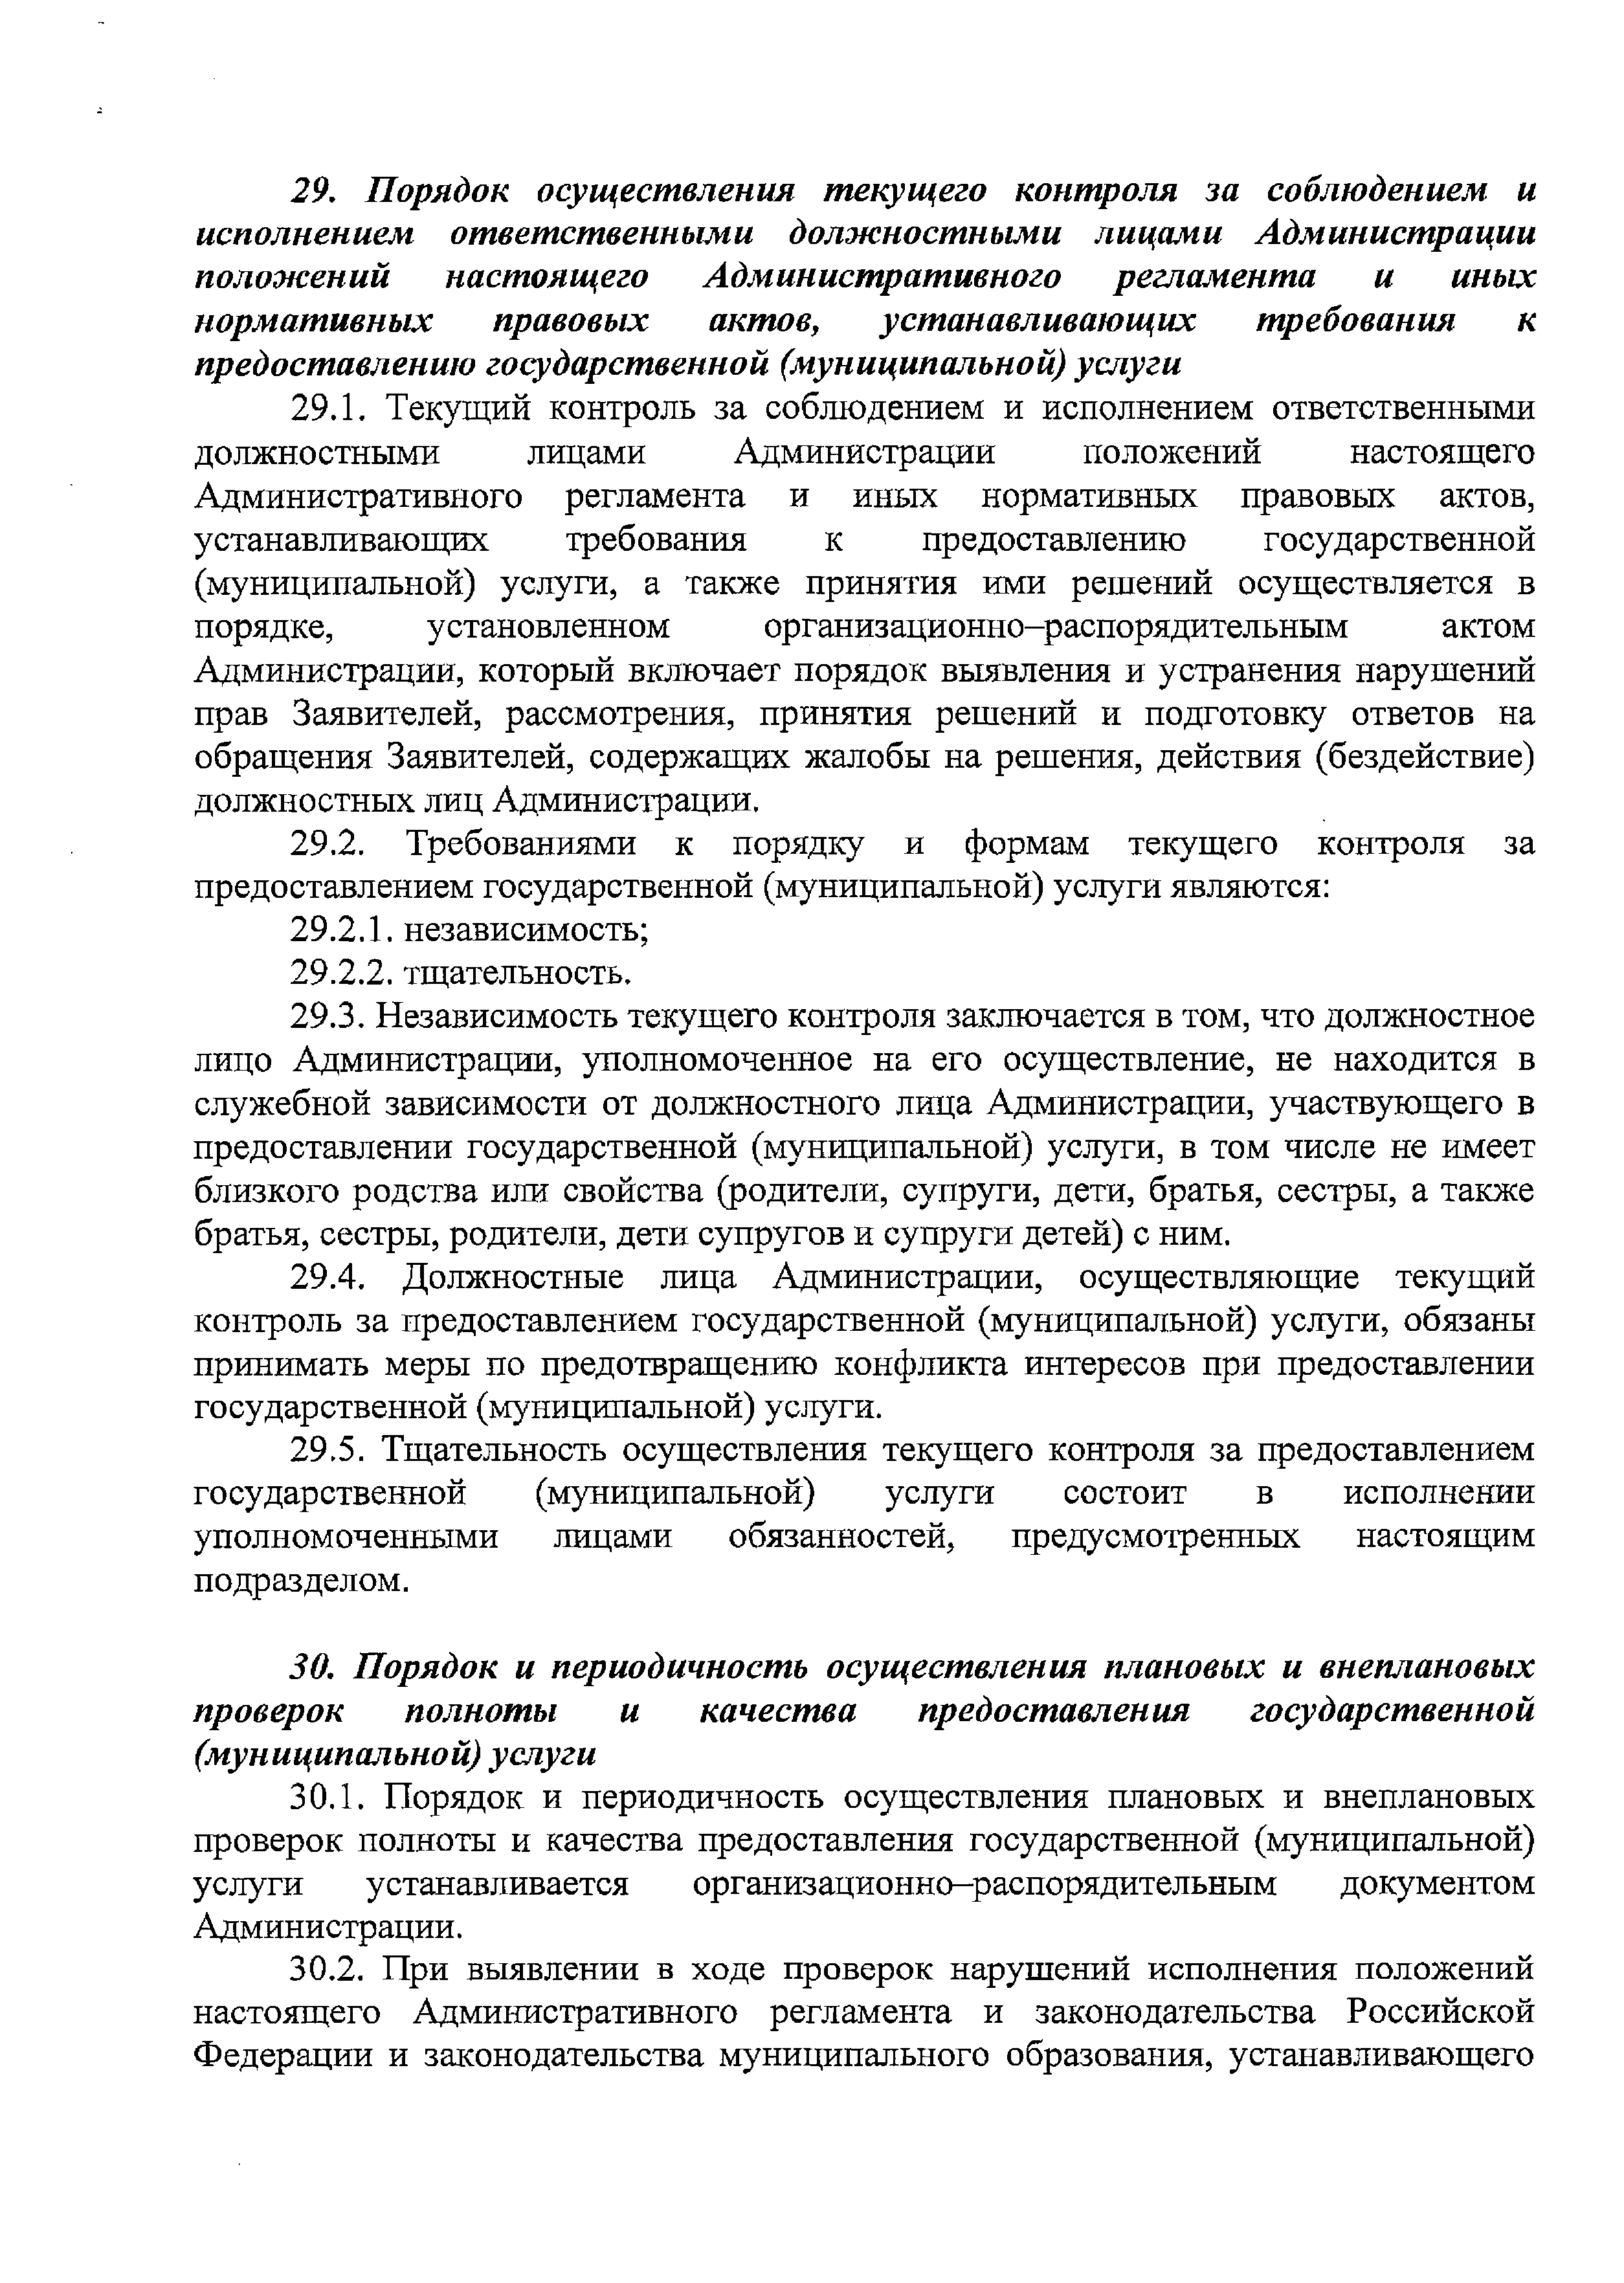 29. Порядок осуществления текущего контроля за соблюдением и
исполнением ответственными должностными лицами Администрации
положений настоящего Административного регламента и иных
нормативных правовых актов, устанавливающих требования к
предоставлению государственной (муниципальной) услуги
29.1. Текущий контроль за соблюдением и исполнением ответственными
должностными лицами Администрации положений настоящего
Административного регламента и иных нормативных правовых актов,
устанавливающих требования к предоставлению государственной
(муниципальной) услуги, а также принятия ими решений осуществляется в
порядке, установленном организационно–распорядительным актом
Администрации, который включает порядок выявления и устранения нарушений
прав Заявителей, рассмотрения, принятия решений и подготовку ответов на
обращения Заявителей, содержащих жалобы на решения, действия (бездействие)
должностных лиц Администрации.
29.2. Требованиями к порядку и формам текущего контроля за
предоставлением государственной (муниципальной) услуги являются:
29.2.1. независимость;
29.2.2. тщательность.
29.3. Независимость текущего контроля заключается в том, что должностное
лицо Администрации, уполномоченное на его осуществление, не находится в
служебной зависимости от должностного лица Администрации, участвующего в
предоставлении государственной (муниципальной) услуги, в том числе не имеет
близкого родства или свойства (родители, супруги, дети, братья, сестры, а также
братья, сестры, родители, дети супругов и супруги детей) с ним.
29.4. Должностные лица Администрации, осуществляющие текущий
контроль за предоставлением государственной (муниципальной) услуги, обязаны
принимать меры по предотвращению конфликта интересов при предоставлении
государственной (муниципальной) услуги.
29.5. Тщательность осуществления текущего контроля за предоставлением
государственной (муниципальной) услуги состоит в исполнении
уполномоченными лицами обязанностей, предусмотренных настоящим
подразделом.
30. Порядок и периодичность осуществления плановых и внеплановых
проверок полноты и качества предоставления государственной
(муниципальной) услуги
30.1. Порядок и периодичность осуществления плановых и внеплановых
проверок полноты и качества предоставления государственной (муниципальной)
услуги устанавливается организационно–распорядительным документом
Администрации.
30.2. При выявлении в ходе проверок нарушений исполнения положений
настоящего Административного регламента и законодательства Российской
Федерации и законодательства муниципального образования, устанавливающего